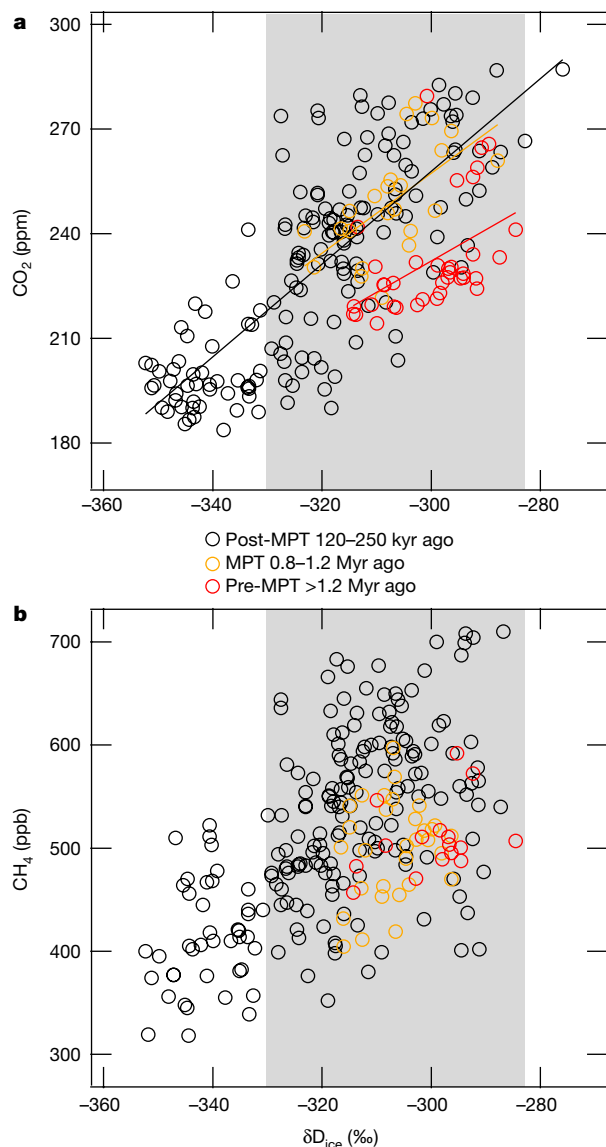 a
300
270
240
210
180
CO2 (ppm)
−360
−340
−320
−300
−280
Post-MPT 120–250 kyr ago
MPT 0.8–1.2 Myr ago
Pre-MPT >1.2 Myr ago
b
700
600
500
400
300
CH4 (ppb)
−360
−340
−320
−300
−280
δDice (‰)